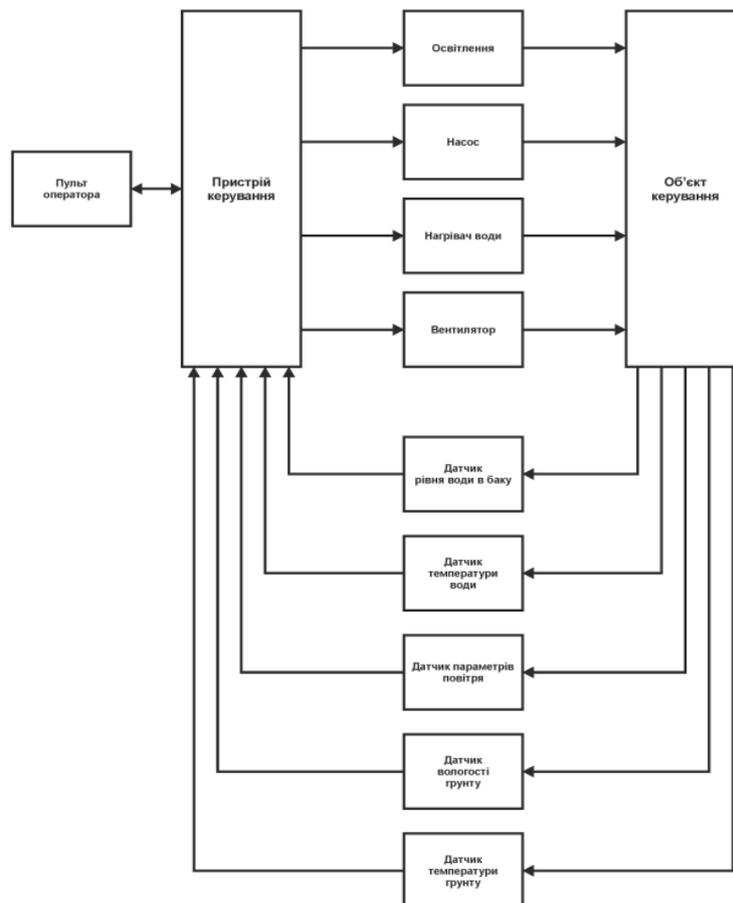 Освітлення
Насос
Пульт
оператора
Пристрій
керування
Об'єкт
керування
Нагрівач води
Вентилятор
Датчик
рівня води в баку
Датчик
температури
води
Датчик параметрів
повітря
Датчик
вологості
грунту
Датчик
температури
грунту